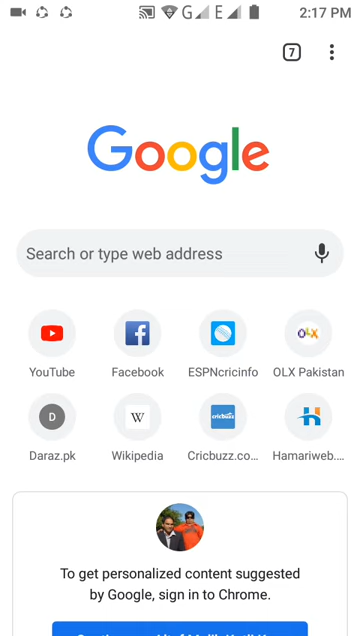 G E 2:17 PM
7
Google
Search or type web address
YouTube Facebook ESPNcricinfo OLX Pakistan
D W cricbuzz
Daraz.pk Wikipedia Cricbuzz.co... Hamariweb....
To get personalized content suggested
by Google, sign in to Chrome.